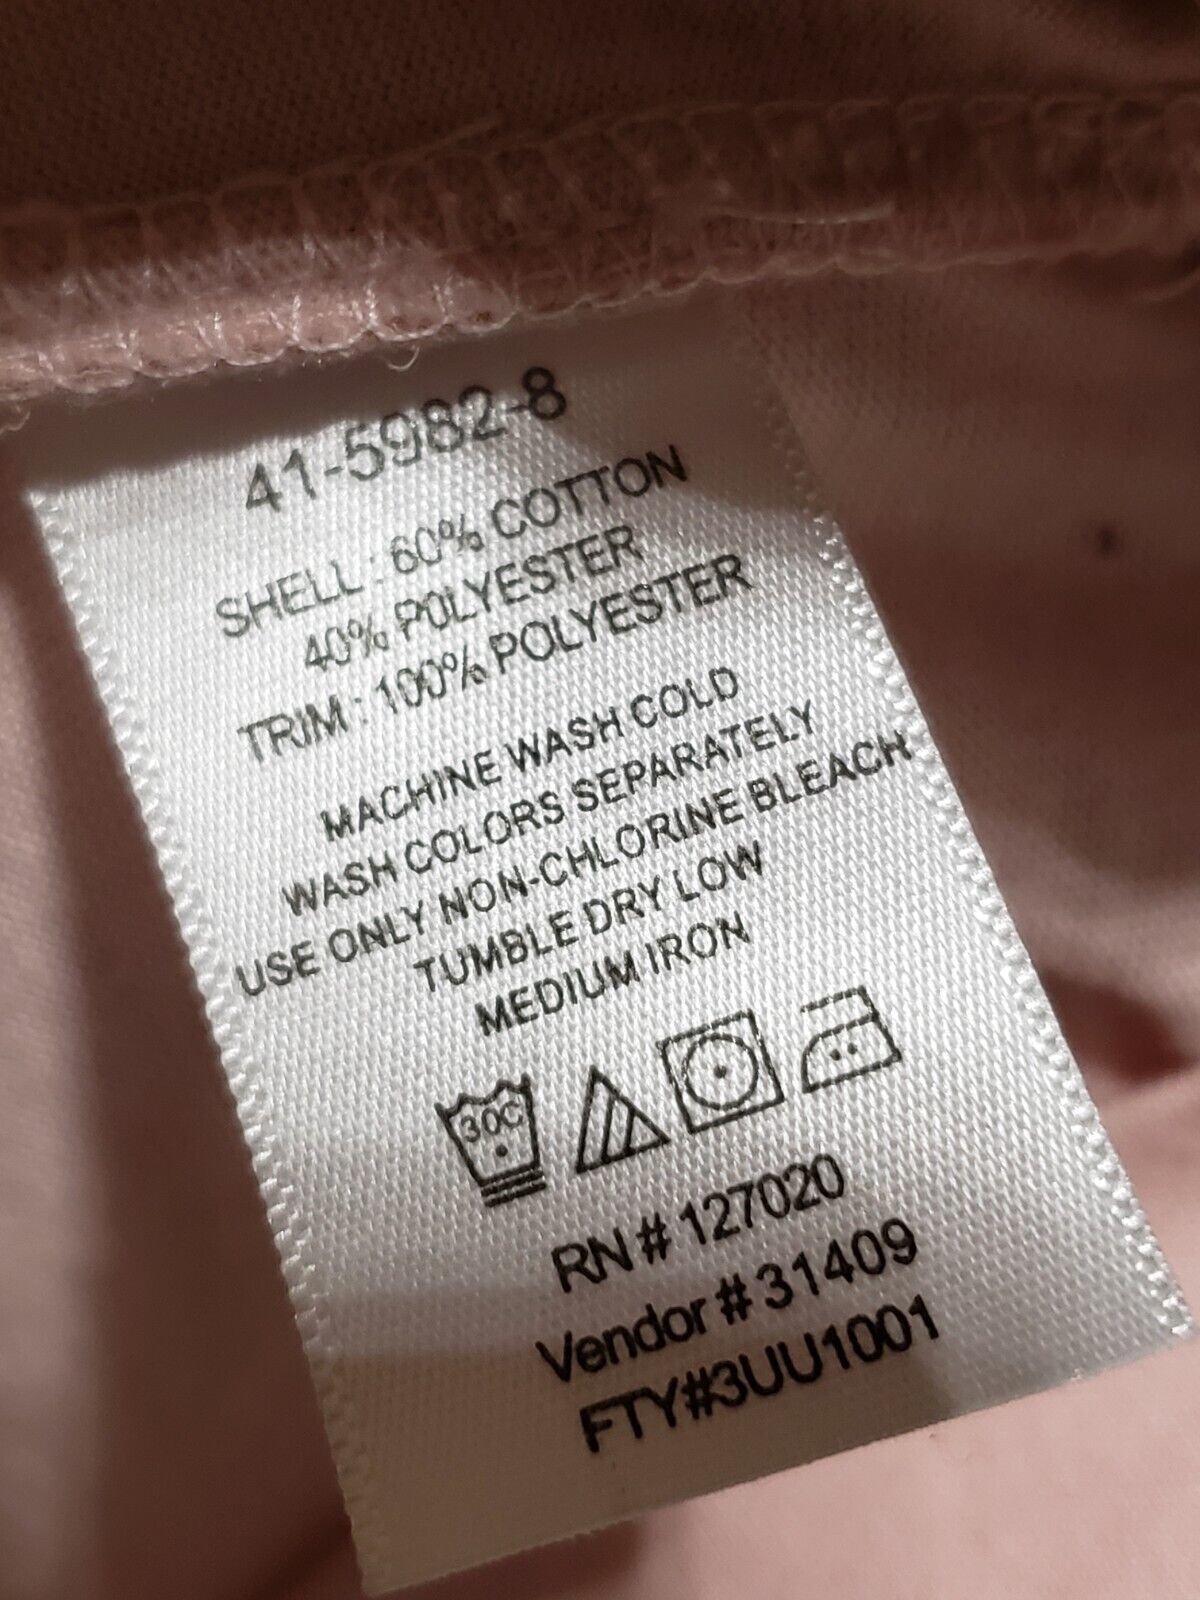 41-5982-8
SHELL : 60% COTTON
40% POLYESTER
TRIM : 100% POLYESTER
MACHINE WASH COLD
WASH COLORS SEPARATELY
USE ONLY NON-CHLORINE BLEACH
TUMBLE DRY LOW
MEDIUM IRON
30C
RN # 127020
Vendor # 31409
FTY#3UU1001